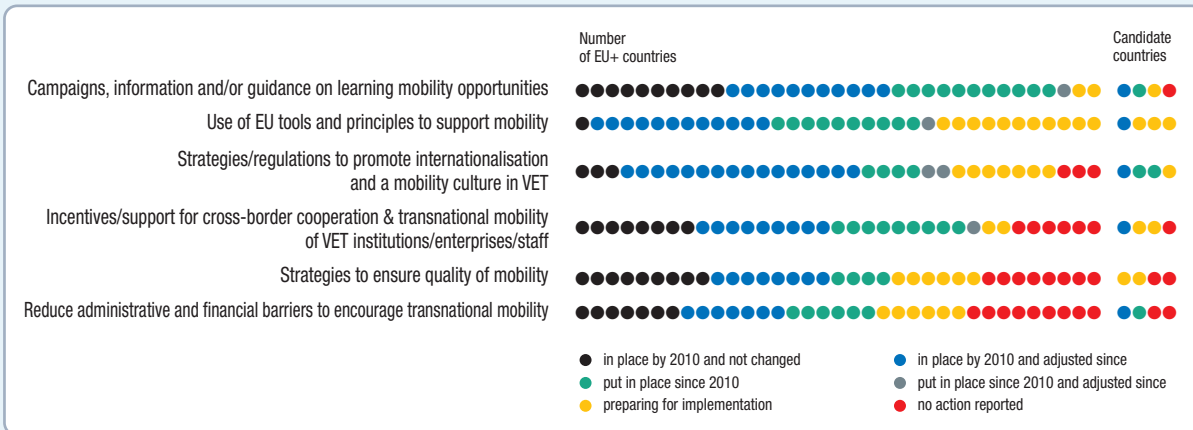 Number
of EU+ countries
Candidate
countries
Campaigns, information and/or guidance on learning mobility opportunities
Use of EU tools and principles to support mobility
Strategies/regulations to promote internationalisation
and a mobility culture in VET
Incentives/support for cross-border cooperation & transnational mobility
of VET institutions/enterprises/staff
Strategies to ensure quality of mobility
Reduce administrative and financial barriers to encourage transnational mobility
in place by 2010 and not changed
in place by 2010 and adjusted since
put in place since 2010
put in place since 2010 and adjusted since
preparing for implementation
no action reported